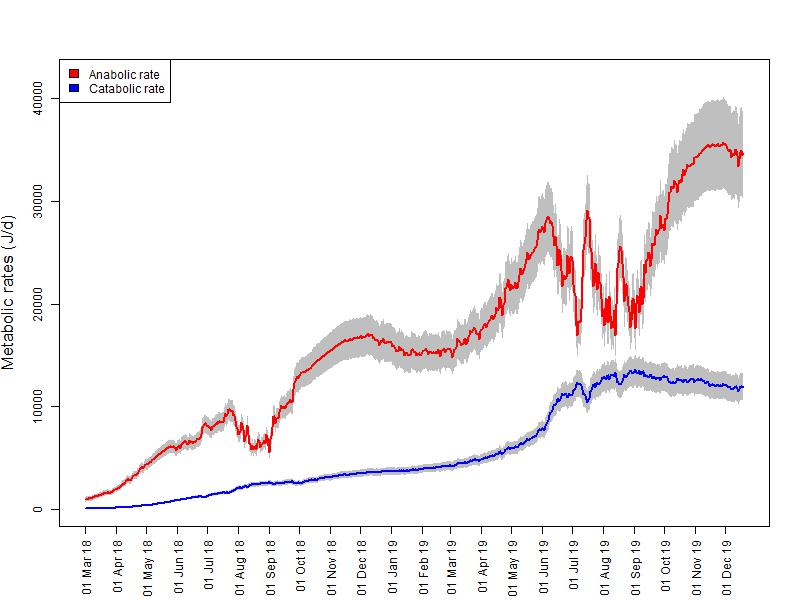 Anabolic rate
Catabolic rate
Metabolic rates (J/d)
40000
30000
20000
10000
0
01 Mar 18
01 Apr 18
01 May 18
01 Jun 18
01 Jul 18
01 Aug 18
01 Sep 18
01 Oct 18
01 Nov 18
01 Dec 18
01 Jan 19
01 Feb 19
01 Mar 19
01 Apr 19
01 May 19
01 Jun 19
01 Jul 19
01 Aug 19
01 Sep 19
01 Oct 19
01 Nov 19
01 Dec 19